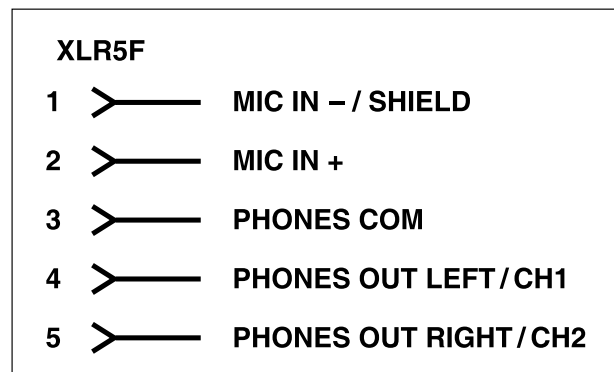 XLR5F
1 MIC IN – / SHIELD
2 MIC IN +
3 PHONES COM
4 PHONES OUT LEFT / CH1
5 PHONES OUT RIGHT / CH2